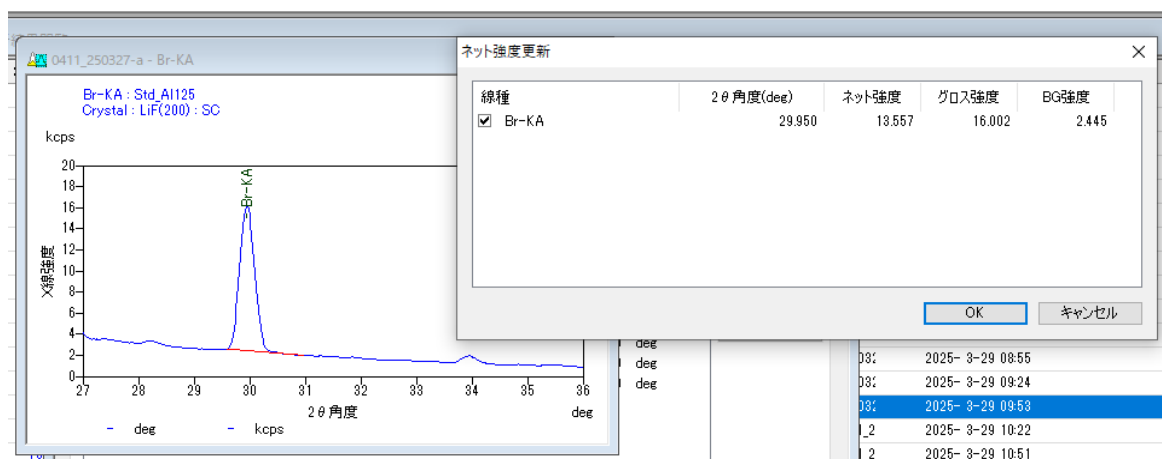 0411_250327-a - Br-KA
Br-KA : Std_Al125
Crystal : LiF(200) : SC
kcps
20
18
16
14
12
10
8
6
4
2
0
X線強度
Br-KA
27 28 29 30 31 32 33 34 35 36
2θ角度 deg
deg kcps
ネット強度更新
線種 2θ角度(deg) ネット強度 グロス強度 BG強度
Br-KA 29.950 13.557 16.002 2.445
OK キャンセル
deg
deg
deg
2025- 3-29 08:55
2025- 3-29 09:24
2025- 3-29 09:53
_2 2025- 3-29 10:22
2025- 3-29 10:51